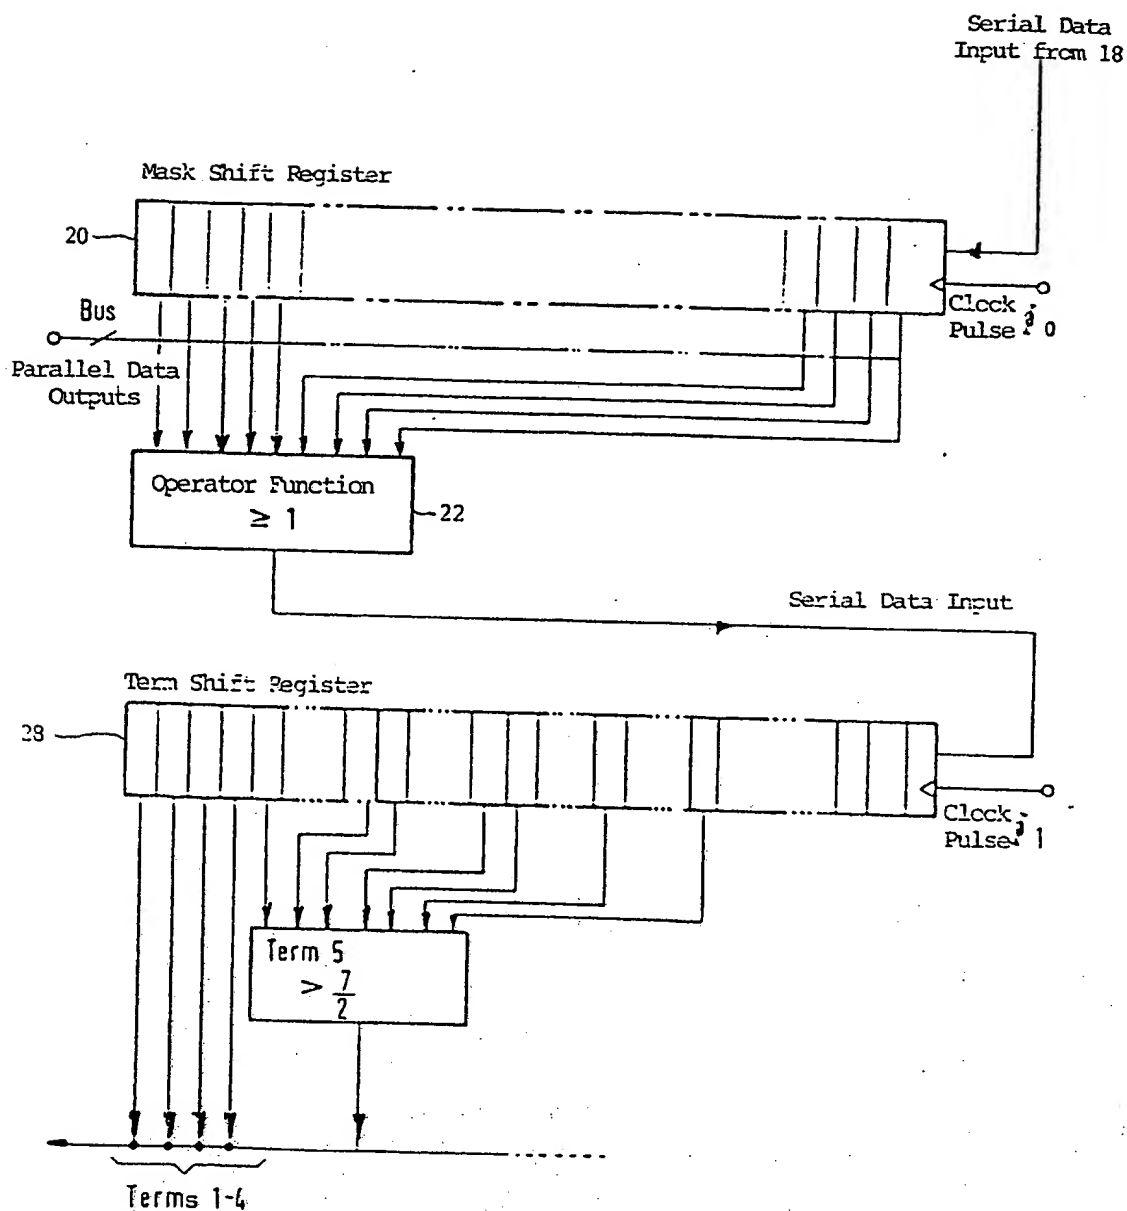 Serial Data
Input from 18
Mask Shift Register
20
Bus
Clock
Pulse 0
Parallel Data
Outputs
Operator Function
≥ 1
22
Serial Data Input
Term Shift Register
28
Clock
Pulse 1
Term 5
> 7/2
Terms 1-4